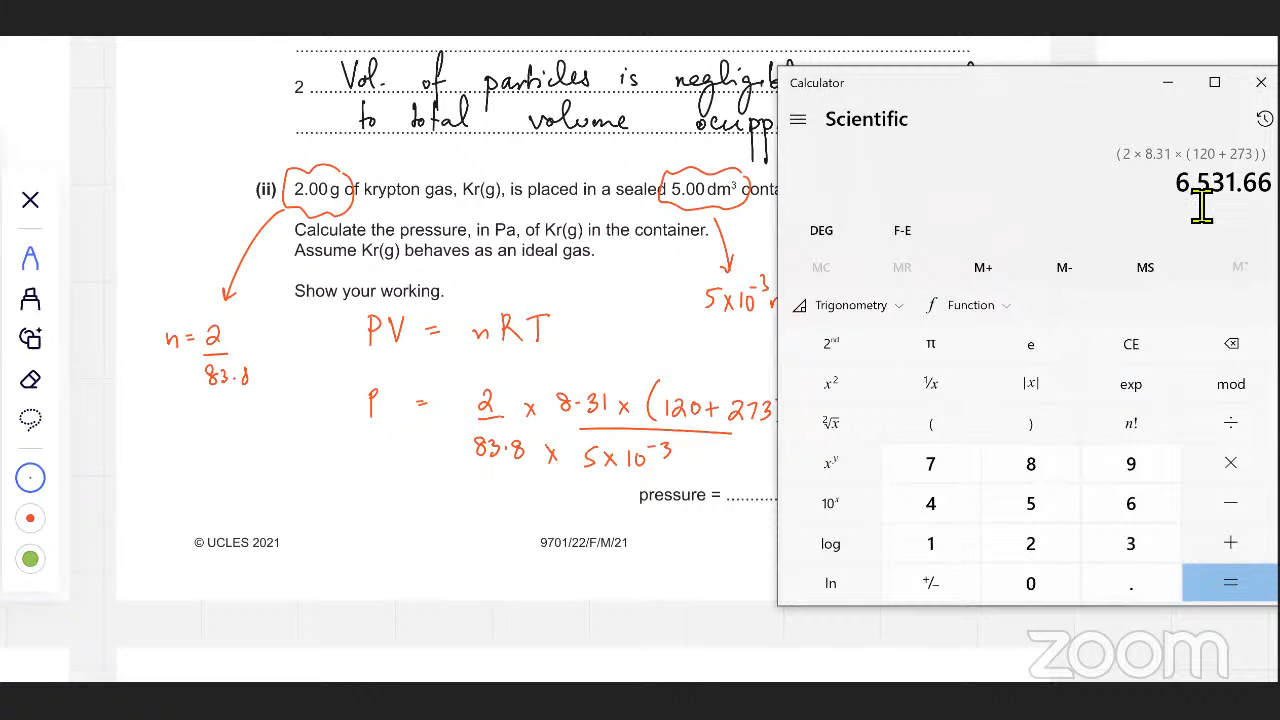 2 Vol. of particles is negligib
to total volume occupp
(ii) 2.00 g of krypton gas, Kr(g), is placed in a sealed 5.00 dm³ conta
Calculate the pressure, in Pa, of Kr(g) in the container.
Assume Kr(g) behaves as an ideal gas.
Show your working.
5×10⁻³
n = 2
83.8
PV = nRT
P = 2 × 8.31 × (120 + 273)
83.8 × 5×10⁻³
pressure = ............
© UCLES 2021
9701/22/F/M/21
Calculator
Scientific
(2 × 8.31 × (120 + 273))
6,531.66
DEG F-E
MC MR M+ M- MS M˅
Trigonometry f Function
2ⁿᵈ π e CE
x² ¹/x |x| exp mod
²√x ( ) n! ÷
xʸ 7 8 9 ×
10ˣ 4 5 6 −
log 1 2 3 +
ln +/− 0 . =
zoom